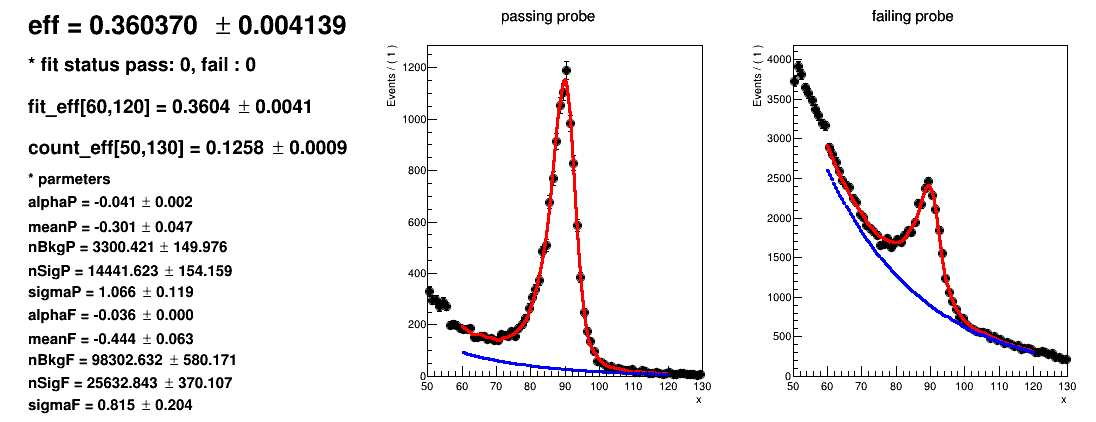 eff = 0.360370 ± 0.004139
* fit status pass: 0, fail : 0
fit_eff[60,120] = 0.3604 ± 0.0041
count_eff[50,130] = 0.1258 ± 0.0009
* parmeters
alphaP = -0.041 ± 0.002
meanP = -0.301 ± 0.047
nBkgP = 3300.421 ± 149.976
nSigP = 14441.623 ± 154.159
sigmaP = 1.066 ± 0.119
alphaF = -0.036 ± 0.000
meanF = -0.444 ± 0.063
nBkgF = 98302.632 ± 580.171
nSigF = 25632.843 ± 370.107
sigmaF = 0.815 ± 0.204
passing probe
Events / ( 1 )
1200
1000
800
600
400
200
0
50 60 70 80 90 100 110 120 130
x
failing probe
Events / ( 1 )
4000
3500
3000
2500
2000
1500
1000
500
0
50 60 70 80 90 100 110 120 130
x